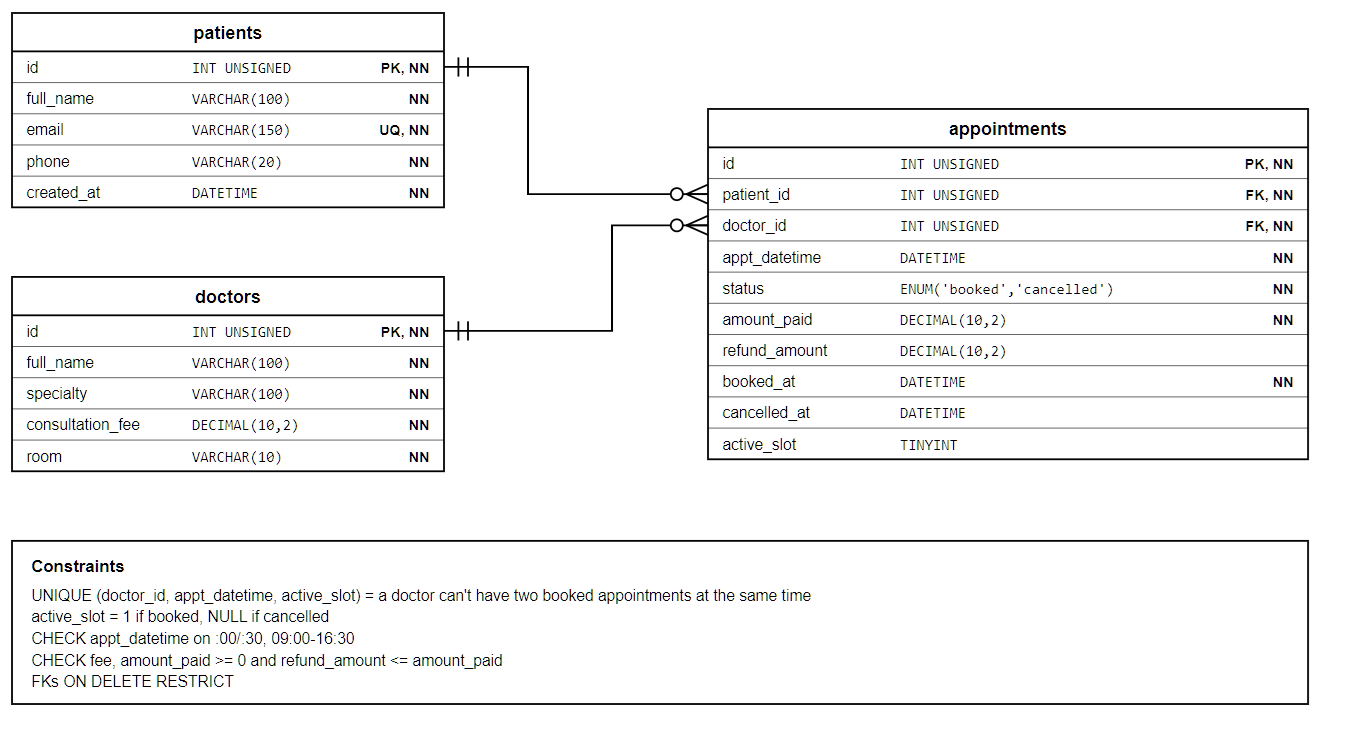 patients
id INT UNSIGNED PK, NN
full_name VARCHAR(100) NN
email VARCHAR(150) UQ, NN
phone VARCHAR(20) NN
created_at DATETIME NN
doctors
id INT UNSIGNED PK, NN
full_name VARCHAR(100) NN
specialty VARCHAR(100) NN
consultation_fee DECIMAL(10,2) NN
room VARCHAR(10) NN
appointments
id INT UNSIGNED PK, NN
patient_id INT UNSIGNED FK, NN
doctor_id INT UNSIGNED FK, NN
appt_datetime DATETIME NN
status ENUM('booked','cancelled') NN
amount_paid DECIMAL(10,2) NN
refund_amount DECIMAL(10,2)
booked_at DATETIME NN
cancelled_at DATETIME
active_slot TINYINT
Constraints
UNIQUE (doctor_id, appt_datetime, active_slot) = a doctor can't have two booked appointments at the same time
active_slot = 1 if booked, NULL if cancelled
CHECK appt_datetime on :00/:30, 09:00-16:30
CHECK fee, amount_paid >= 0 and refund_amount <= amount_paid
FKs ON DELETE RESTRICT